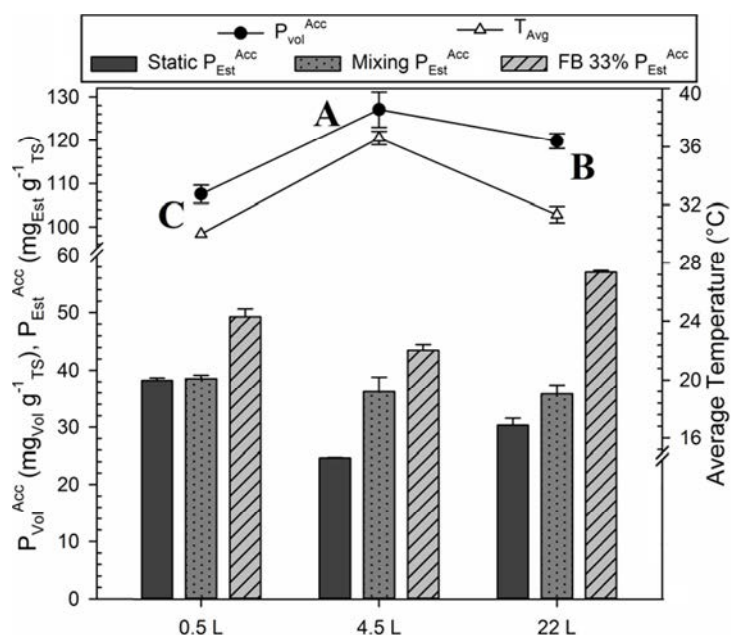 P_vol^Acc T_Avg
Static P_Est^Acc Mixing P_Est^Acc FB 33% P_Est^Acc
P_Vol^Acc (mg_Vol g^-1_TS), P_Est^Acc (mg_Est g^-1_TS)
130
120
110
100
60
50
40
30
20
10
0
A
B
C
40
36
32
28
24
20
16
Average Temperature (°C)
0.5 L 4.5 L 22 L